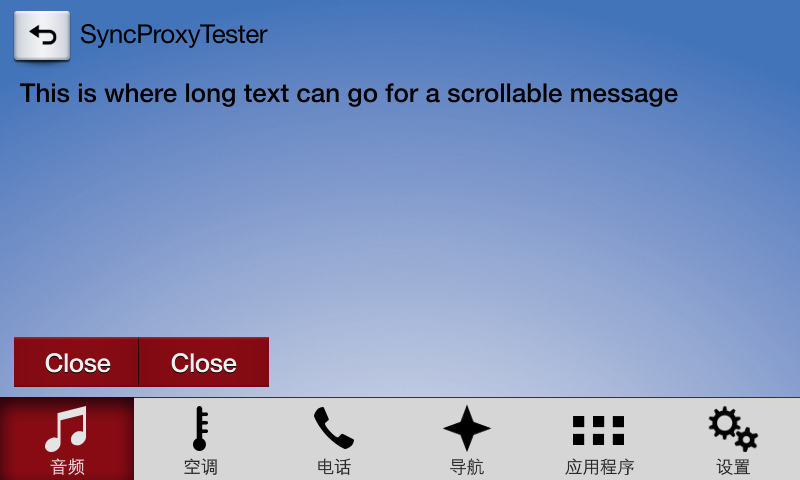 SyncProxyTester
This is where long text can go for a scrollable message
Close Close
音频 空调 电话 导航 应用程序 设置